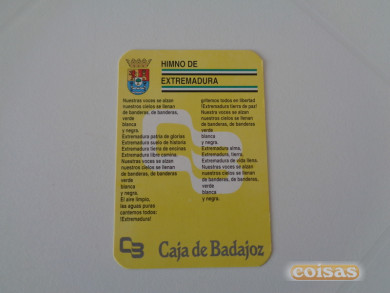 HIMNO DE
EXTREMADURA
Nuestras voces se alzan
nuestros cielos se llenan
de banderas, de banderas,
verde
blanca
y negra.
Extremadura patria de glorias
Extremadura suelo de historia
Extremadura tierra de encinas
Extremadura libre camina.
Nuestras voces se alzan
nuestros cielos se llenan
de banderas, de banderas
verde
blanca
y negra.
El aire limpio,
las aguas puras
cantemos todos:
¡Extremadura!
gritemos todos en libertad
¡Extremadura tierra de paz!
Nuestra voces se alzan
nuestros cielos se llenan
de banderas, de banderas,
verde
blanca
y negra.
Extremadura alma,
Extremadura, tierra,
Extremadura de vida llena.
Nuestras voces se alzan
nuestros cielos se llenan
de banderas, de banderas,
verde
blanca
y negra.
CB Caja de Badajoz
coisas